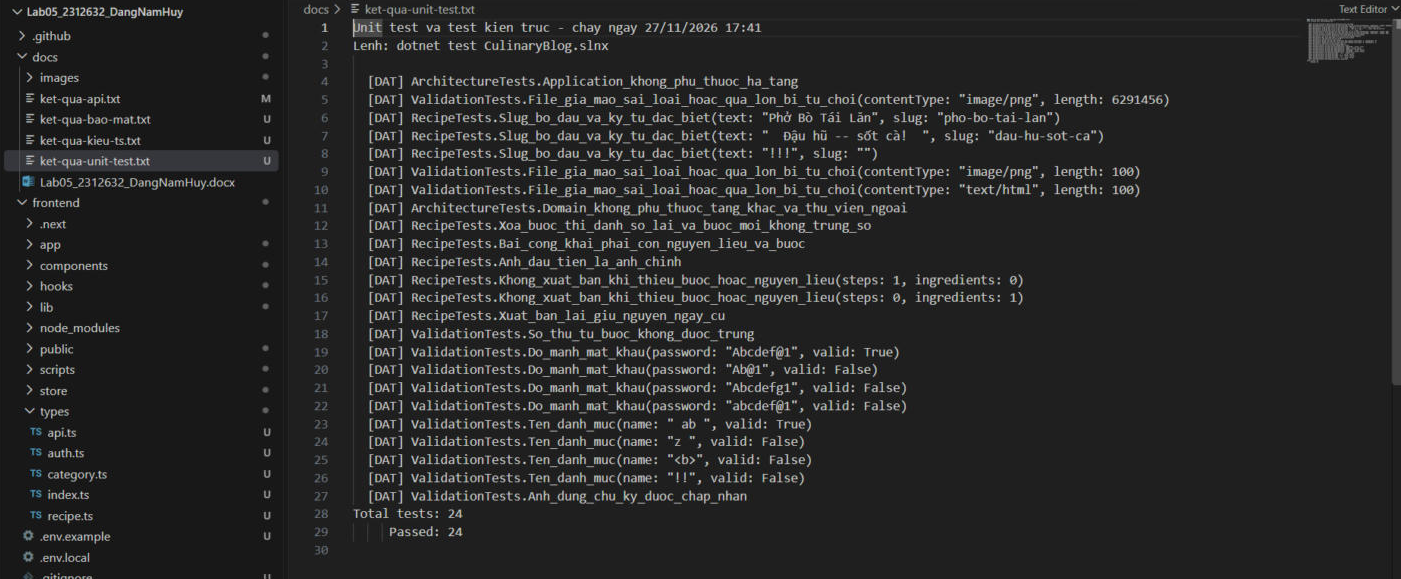 Lab05_2312632_DangNamHuy
.github
docs
images
ket-qua-api.txt M
ket-qua-bao-mat.txt U
ket-qua-kieu-ts.txt U
ket-qua-unit-test.txt U
Lab05_2312632_DangNamHuy.docx
frontend
.next
app
components
hooks
lib
node_modules
public
scripts
store
types
TS api.ts U
TS auth.ts U
TS category.ts U
TS index.ts U
TS recipe.ts U
.env.example U
.env.local
.gitignore U
docs > ket-qua-unit-test.txt
Text Editor
1 Unit test va test kien truc - chay ngay 27/11/2026 17:41
2 Lenh: dotnet test CulinaryBlog.slnx
3
4 [DAT] ArchitectureTests.Application_khong_phu_thuoc_ha_tang
5 [DAT] ValidationTests.File_gia_mao_sai_loai_hoac_qua_lon_bi_tu_choi(contentType: "image/png", length: 6291456)
6 [DAT] RecipeTests.Slug_bo_dau_va_ky_tu_dac_biet(text: "Phở Bò Tái Lăn", slug: "pho-bo-tai-lan")
7 [DAT] RecipeTests.Slug_bo_dau_va_ky_tu_dac_biet(text: "  Đậu hũ -- sốt cà!  ", slug: "dau-hu-sot-ca")
8 [DAT] RecipeTests.Slug_bo_dau_va_ky_tu_dac_biet(text: "!!!", slug: "")
9 [DAT] ValidationTests.File_gia_mao_sai_loai_hoac_qua_lon_bi_tu_choi(contentType: "image/png", length: 100)
10 [DAT] ValidationTests.File_gia_mao_sai_loai_hoac_qua_lon_bi_tu_choi(contentType: "text/html", length: 100)
11 [DAT] ArchitectureTests.Domain_khong_phu_thuoc_tang_khac_va_thu_vien_ngoai
12 [DAT] RecipeTests.Xoa_buoc_thi_danh_so_lai_va_buoc_moi_khong_trung_so
13 [DAT] RecipeTests.Bai_cong_khai_phai_con_nguyen_lieu_va_buoc
14 [DAT] RecipeTests.Anh_dau_tien_la_anh_chinh
15 [DAT] RecipeTests.Khong_xuat_ban_khi_thieu_buoc_hoac_nguyen_lieu(steps: 1, ingredients: 0)
16 [DAT] RecipeTests.Khong_xuat_ban_khi_thieu_buoc_hoac_nguyen_lieu(steps: 0, ingredients: 1)
17 [DAT] RecipeTests.Xuat_ban_lai_giu_nguyen_ngay_cu
18 [DAT] ValidationTests.So_thu_tu_buoc_khong_duoc_trung
19 [DAT] ValidationTests.Do_manh_mat_khau(password: "Abcdef@1", valid: True)
20 [DAT] ValidationTests.Do_manh_mat_khau(password: "Ab@1", valid: False)
21 [DAT] ValidationTests.Do_manh_mat_khau(password: "Abcdefg1", valid: False)
22 [DAT] ValidationTests.Do_manh_mat_khau(password: "abcdef@1", valid: False)
23 [DAT] ValidationTests.Ten_danh_muc(name: " ab ", valid: True)
24 [DAT] ValidationTests.Ten_danh_muc(name: "z ", valid: False)
25 [DAT] ValidationTests.Ten_danh_muc(name: "<b>", valid: False)
26 [DAT] ValidationTests.Ten_danh_muc(name: "!!", valid: False)
27 [DAT] ValidationTests.Anh_dung_chu_ky_duoc_chap_nhan
28 Total tests: 24
29 Passed: 24
30